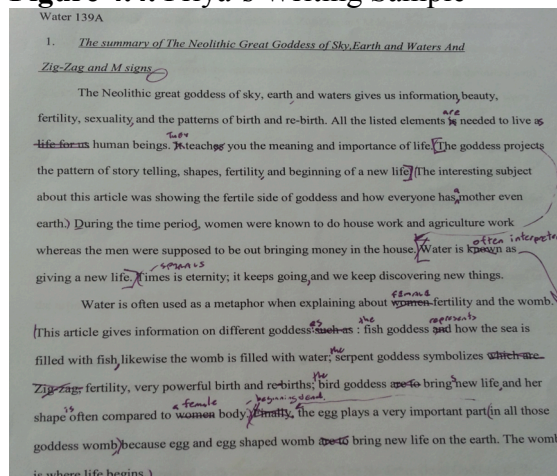 Priya's Writing Sample
Water 139A
1. The summary of The Neolithic Great Goddess of Sky,Earth and Waters And
Zig-Zag and M signs
The Neolithic great goddess of sky, earth and waters gives us information, beauty,
fertility, sexuality, and the patterns of birth and re-birth. All the listed elements is needed to live as
are
life for us human beings. It teaches you the meaning and importance of life. [The goddess projects
They
the pattern of story telling, shapes, fertility and beginning of a new life.] (The interesting subject
about this article was showing the fertile side of goddess and how everyone has mother even
a
earth.) During the time period, women were known to do house work and agriculture work
whereas the men were supposed to be out bringing money in the house. Water is known as
often interpreted
giving a new life. Times is eternity; it keeps going, and we keep discovering new things.
Water is often used as a metaphor when explaining about women fertility and the womb.
(This article gives information on different goddess such as : fish goddess and how the sea is
as the represents
filled with fish, likewise the womb is filled with water; serpent goddess symbolizes which are
the
Zig-Zag, fertility, very powerful birth and re-births; bird goddess are to bring new life, and her
the s
shape often compared to women body. Finally, the egg plays a very important part (in all those
is a female
goddess womb) because egg and egg shaped womb are to bring new life on the earth. The womb
is where life begins.)